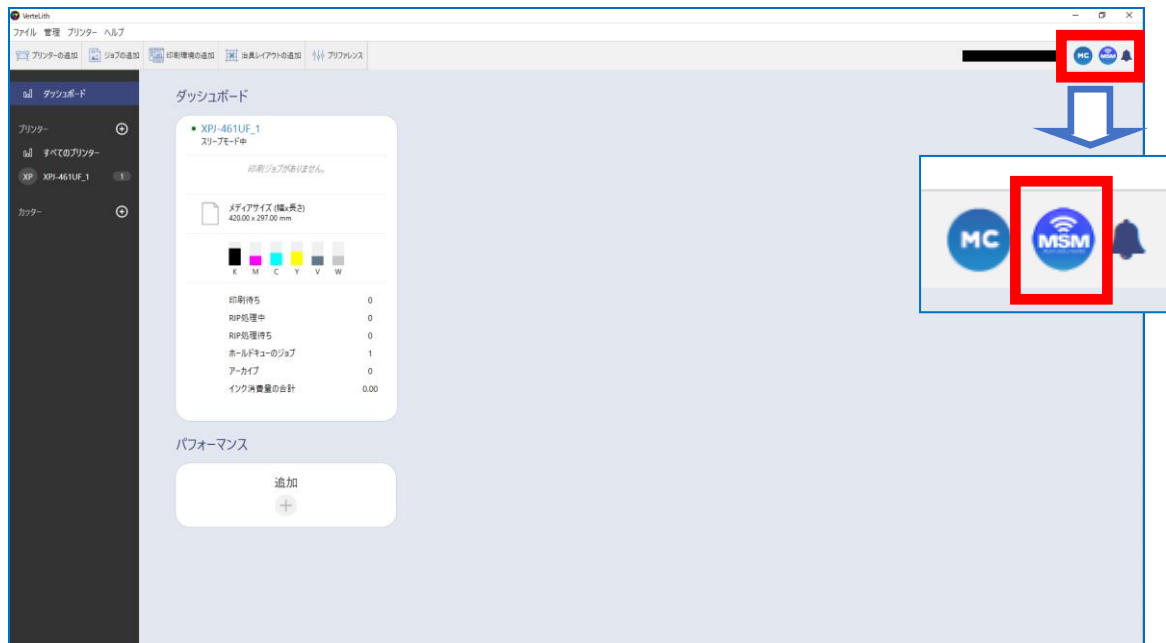 VerteLith
ファイル 管理 プリンター ヘルプ
プリンターの追加 ジョブの追加 印刷環境の追加 治具レイアウトの追加 プリファレンス
MC MSM
ダッシュボード
プリンター
すべてのプリンター
XP XPJ-461UF_1 1
カッター
ダッシュボード
XPJ-461UF_1
スリープモード中
印刷ジョブがありません。
メディアサイズ (幅x長さ)
420.00 x 297.00 mm
K M C Y V W
印刷待ち 0
RIP処理中 0
RIP処理待ち 0
ホールドキューのジョブ 1
アーカイブ 0
インク消費量の合計 0.00
パフォーマンス
追加
MC MSM